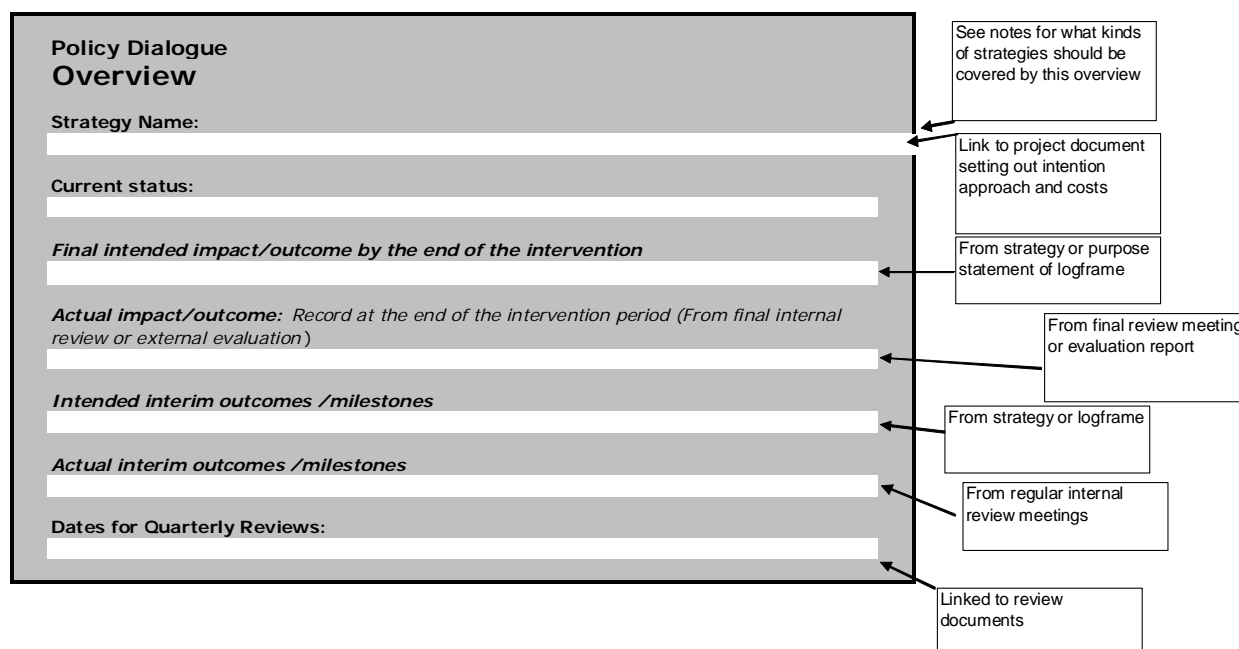 Policy Dialogue
Overview
Strategy Name:
Current status:
Final intended impact/outcome by the end of the intervention
Actual impact/outcome: Record at the end of the intervention period (From final internal
review or external evaluation)
Intended interim outcomes /milestones
Actual interim outcomes /milestones
Dates for Quarterly Reviews:
See notes for what kinds
of strategies should be
covered by this overview
Link to project document
setting out intention
approach and costs
From strategy or purpose
statement of logframe
From final review meeting
or evaluation report
From strategy or logframe
From regular internal
review meetings
Linked to review
documents